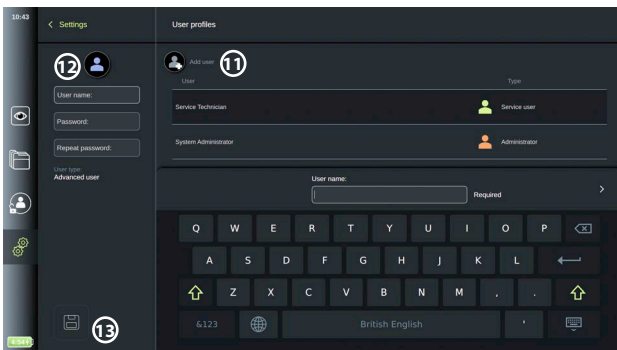 10:43
Settings
User profiles
12
Add user
11
User
Type
User name:
Service Technician
Service user
Password:
Repeat password:
System Administrator
Administrator
User type:
Advanced user
User name:
Required
Q W E R T Y U I O P
A S D F G H J K L
Z X C V B N M , .
&123
British English
'
13